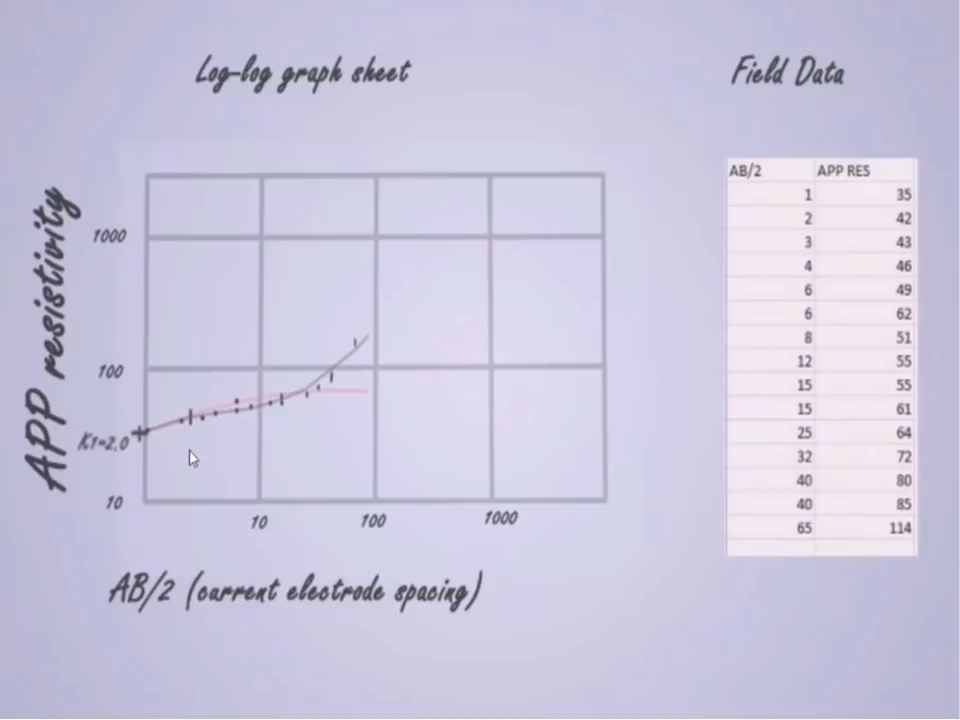 Log-log graph sheet
Field Data
APP resistivity
1000
100
K1=2.0
10
10 100 1000
AB/2 (current electrode spacing)
AB/2 APP RES
1 35
2 42
3 43
4 46
6 49
6 62
8 51
12 55
15 55
15 61
25 64
32 72
40 80
40 85
65 114